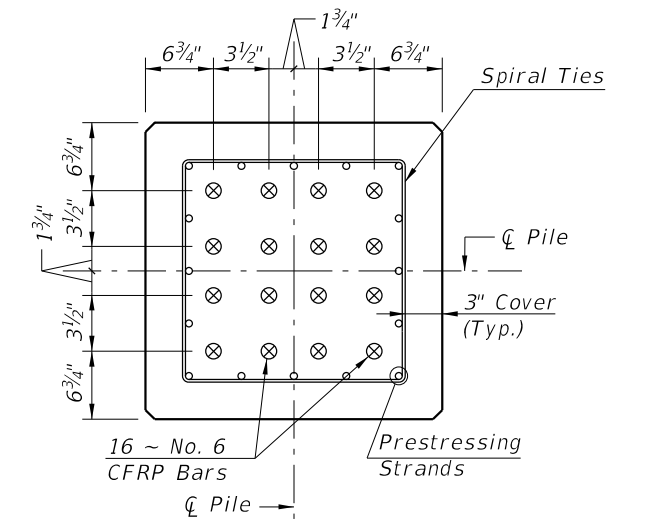 1¾"
6¾" 3½" 3½" 6¾"
Spiral Ties
6¾"
3½"
1¾"
℄ Pile
3" Cover
(Typ.)
3½"
6¾"
16 ~ No. 6
CFRP Bars
Prestressing
Strands
℄ Pile